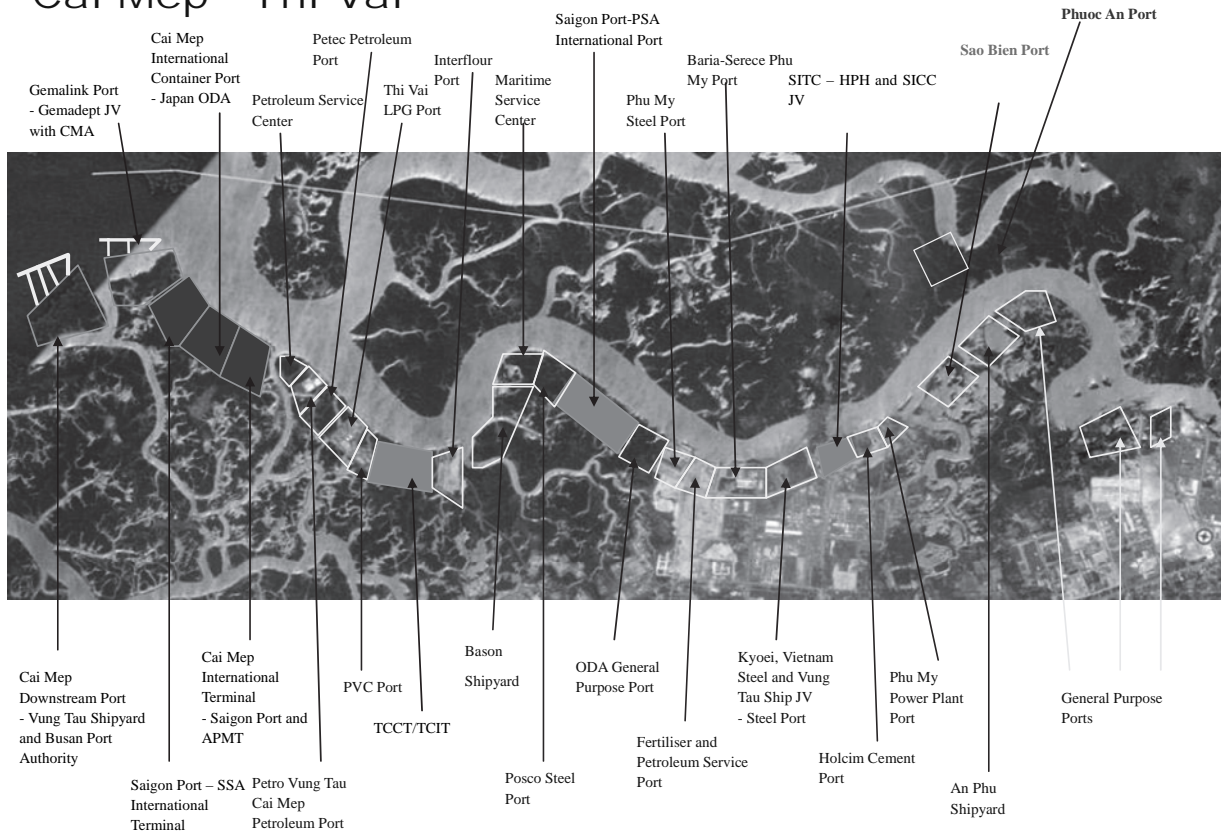 Cai Mep - Thi Vai
Phuoc An Port
Sao Bien Port
Saigon Port-PSA
International Port
Cai Mep
International
Container Port
- Japan ODA
Petec Petroleum
Port
Interflour
Port
Maritime
Service
Center
Baria-Serece Phu
My Port
SITC – HPH and SICC
JV
Gemalink Port
- Gemadept JV
with CMA
Petroleum Service
Center
Thi Vai
LPG Port
Phu My
Steel Port
Cai Mep
Downstream Port
- Vung Tau Shipyard
and Busan Port
Authority
Cai Mep
International
Terminal
- Saigon Port and
APMT
PVC Port
TCCT/TCIT
Bason
Shipyard
ODA General
Purpose Port
Kyoei, Vietnam
Steel and Vung
Tau Ship JV
- Steel Port
Phu My
Power Plant
Port
General Purpose
Ports
Saigon Port – SSA
International
Terminal
Petro Vung Tau
Cai Mep
Petroleum Port
Posco Steel
Port
Fertiliser and
Petroleum Service
Port
Holcim Cement
Port
An Phu
Shipyard